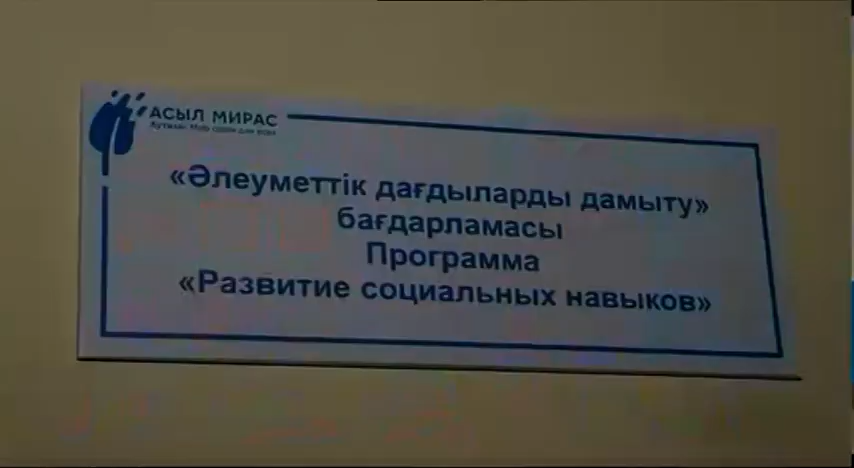 АСЫЛ МИРАС
«Әлеуметтік дағдыларды дамыту»
бағдарламасы
Программа
«Развитие социальных навыков»